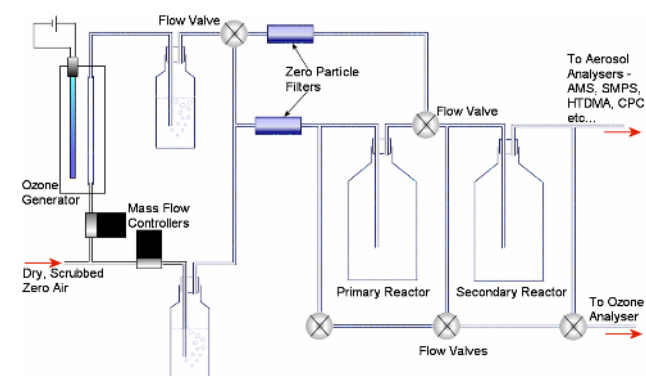 Flow Valve
To Aerosol
Analysers -
AMS, SMPS,
HTDMA, CPC
etc...
Zero Particle
Filters
Flow Valve
Ozone
Generator
Mass Flow
Controllers
Dry, Scrubbed
Zero Air
Primary Reactor
Secondary Reactor
To Ozone
Analyser
Flow Valves